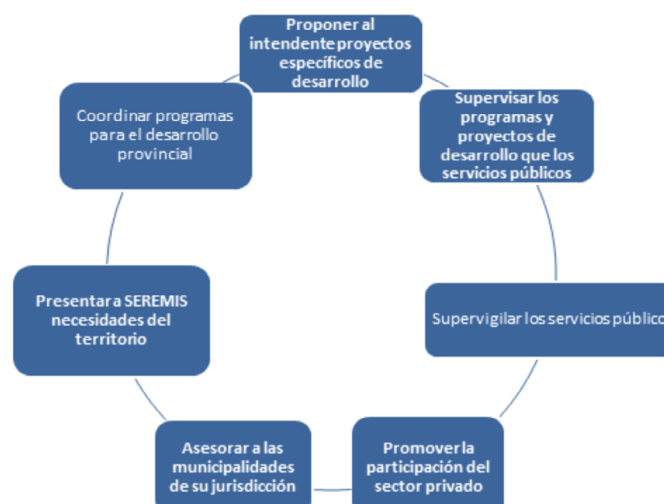 Proponer al
intendente proyectos
específicos de
desarrollo
Supervisar los
programas y
proyectos de
desarrollo que los
servicios públicos
Supervigilar los servicios público
Promover la
participación del
sector privado
Asesorar a las
municipalidades
de su jurisdicción
Presentar a SEREMIS
necesidades del
territorio
Coordinar programas
para el desarrollo
provincial